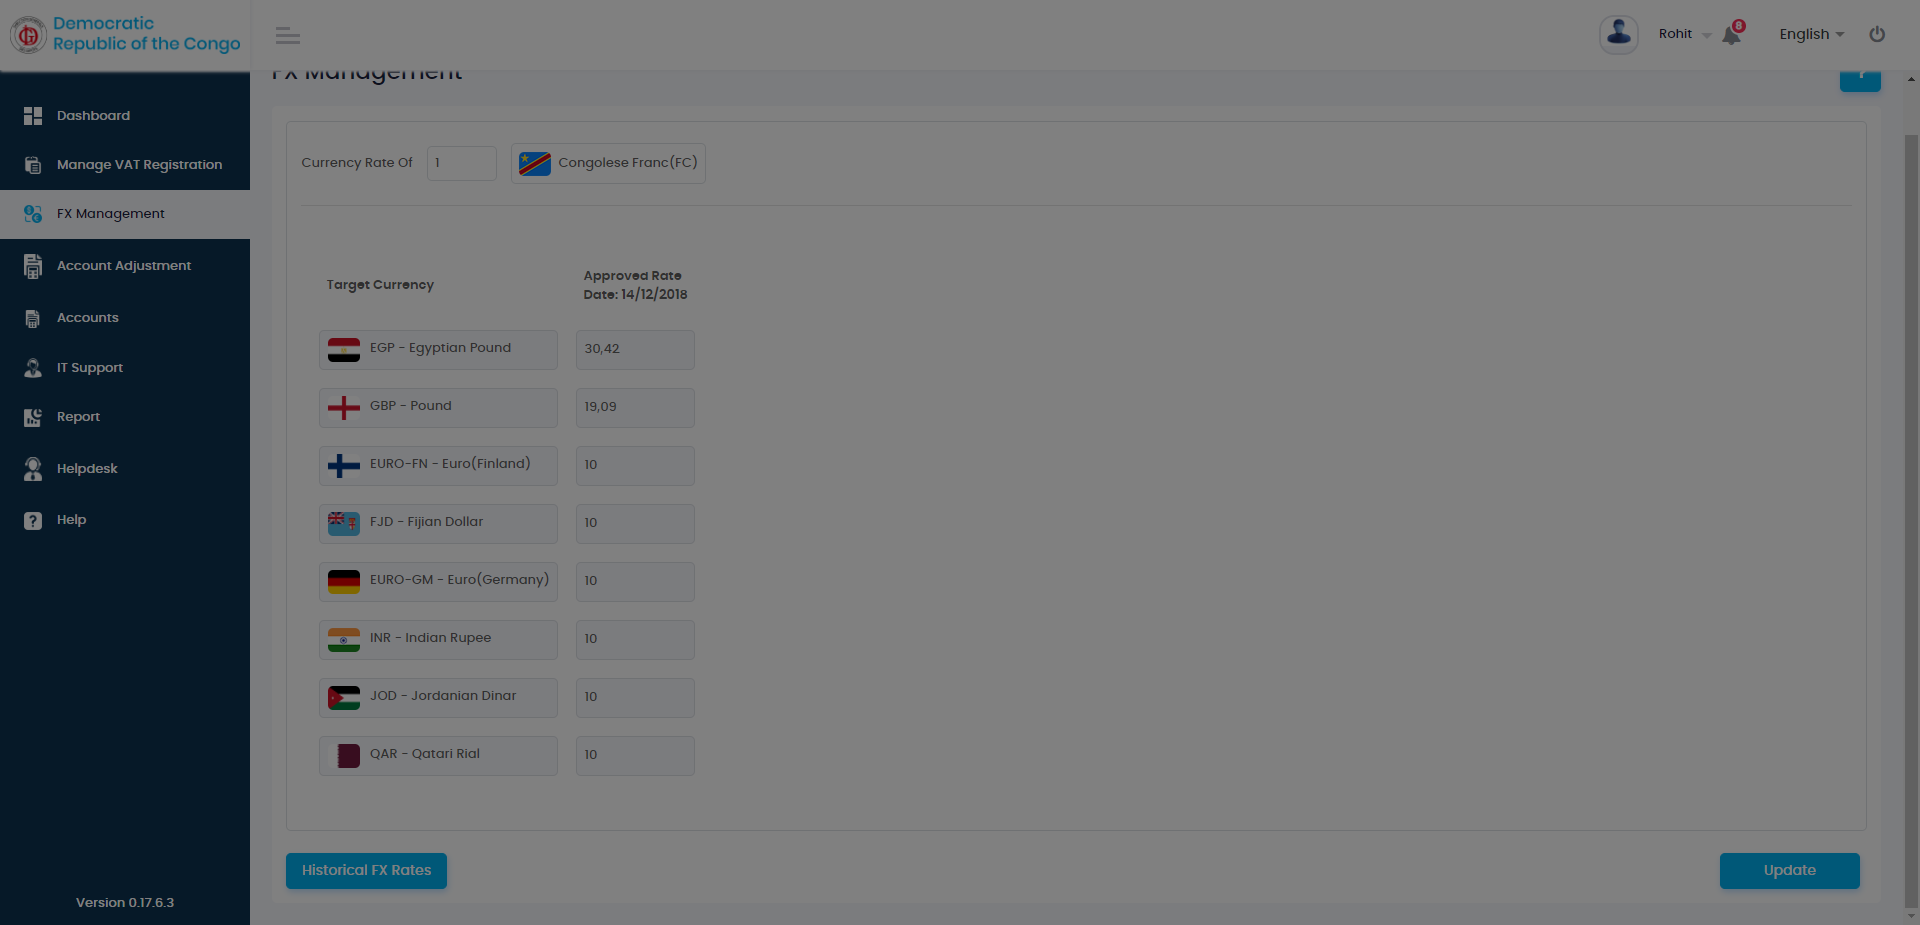 Democratic
Republic of the Congo
Rohit
8
English
Dashboard
Manage VAT Registration
FX Management
Account Adjustment
Accounts
IT Support
Report
Helpdesk
Help
Version 0.17.6.3
FX Management
Currency Rate Of
1
Congolese Franc(FC)
Target Currency
Approved Rate
Date: 14/12/2018
EGP - Egyptian Pound
30,42
GBP - Pound
19,09
EURO-FN - Euro(Finland)
10
FJD - Fijian Dollar
10
EURO-GM - Euro(Germany)
10
INR - Indian Rupee
10
JOD - Jordanian Dinar
10
QAR - Qatari Rial
10
Historical FX Rates
Update